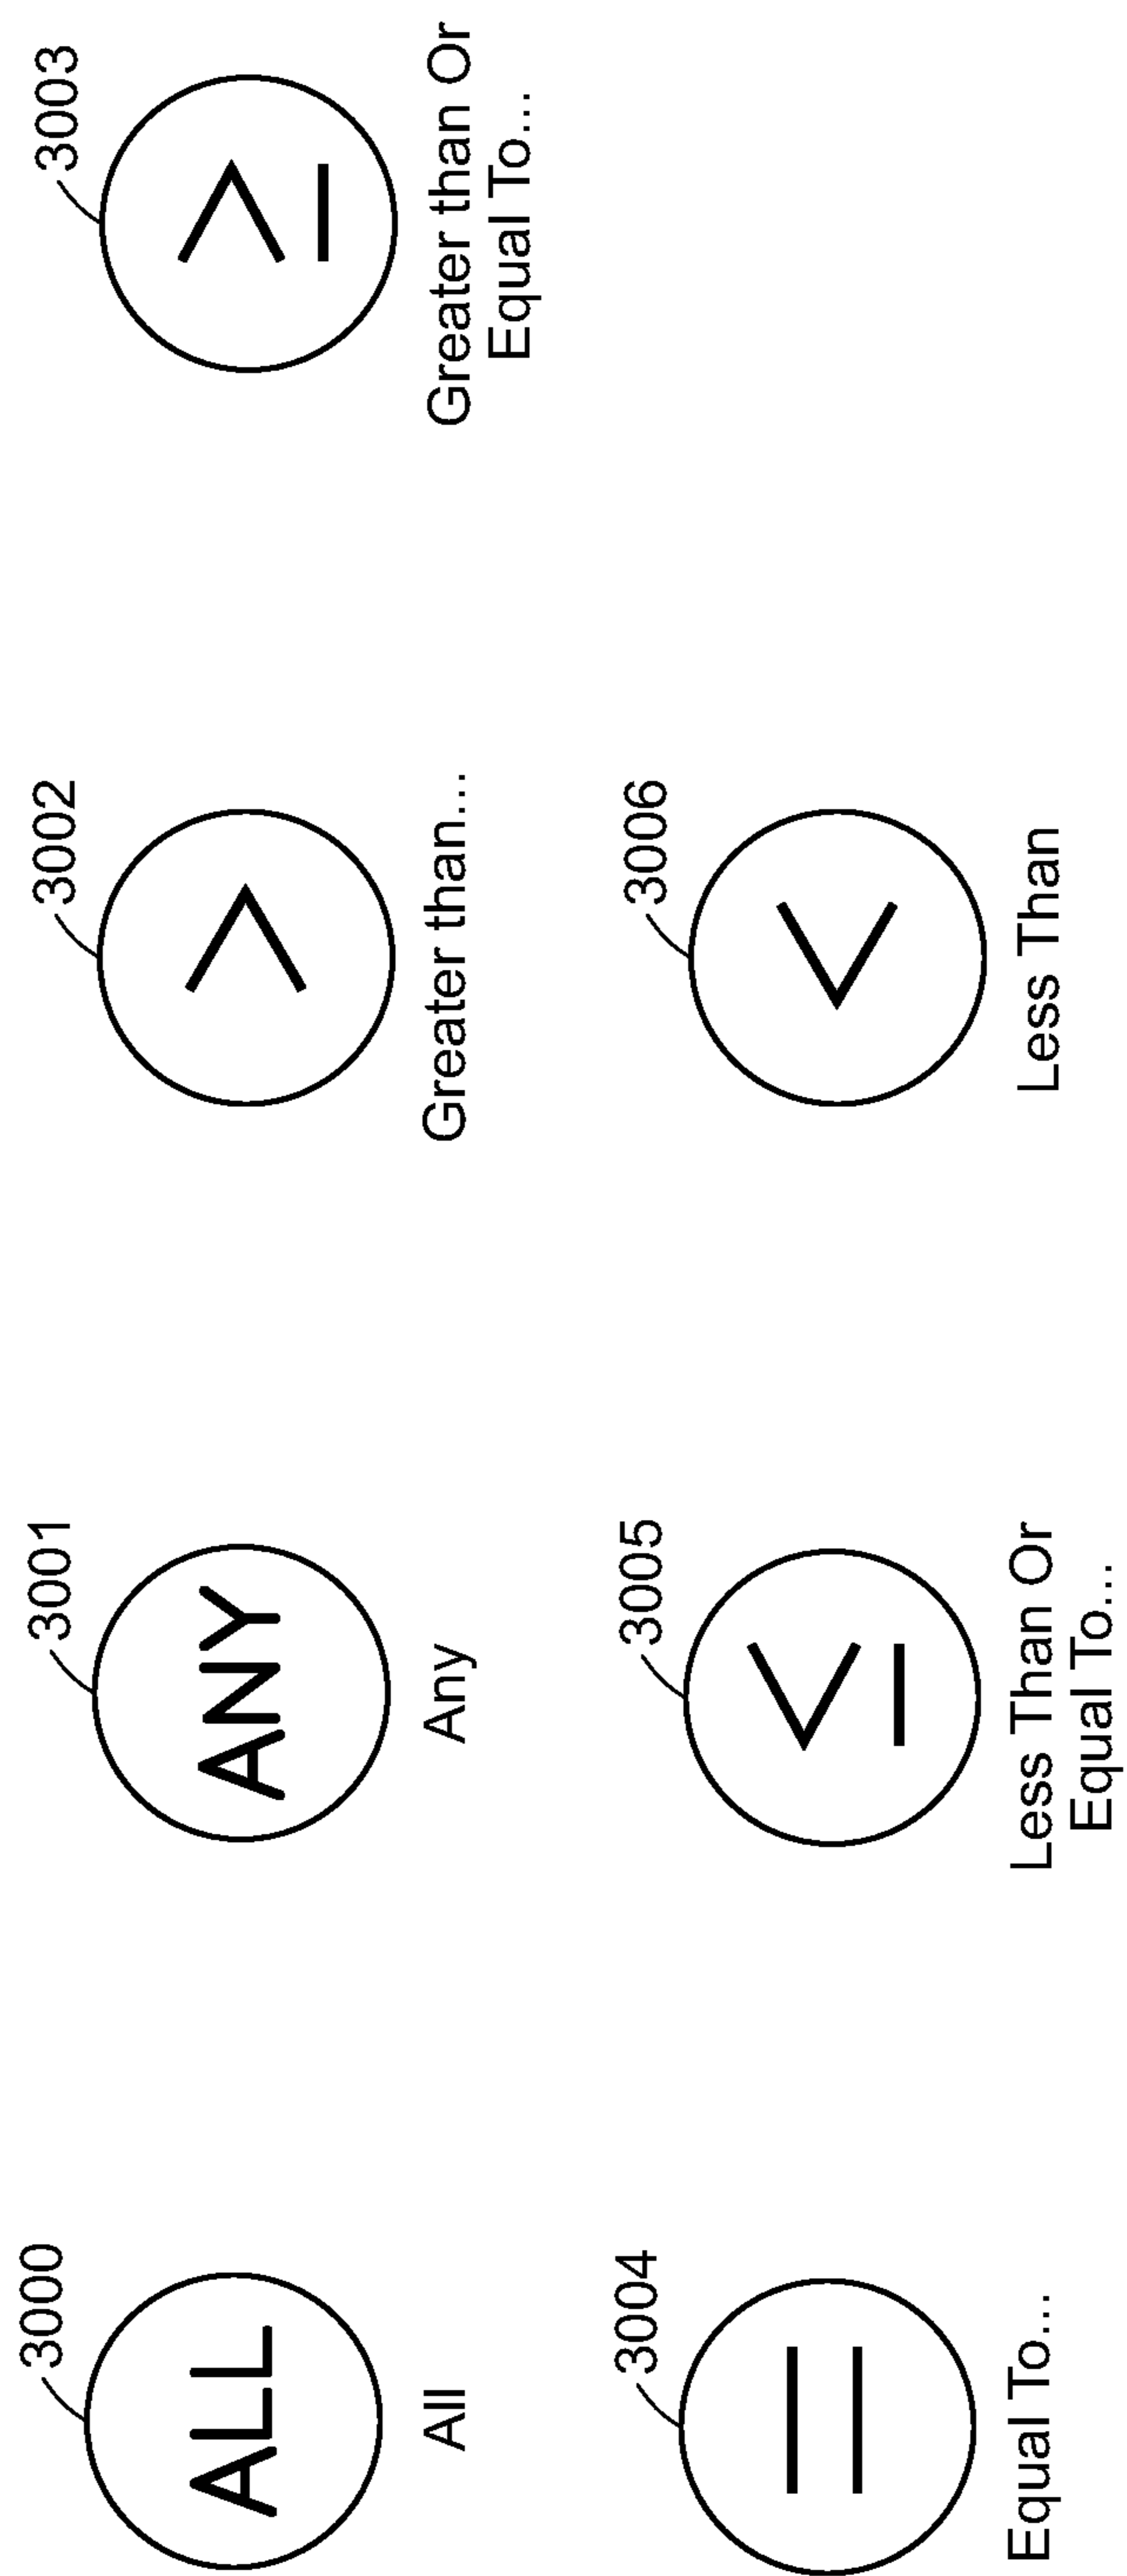 3000
ALL
All
3001
ANY
Any
3002
>
Greater than...
3003
≥
Greater than Or
Equal To...
3004
=
Equal To...
3005
≤
Less Than Or
Equal To...
3006
<
Less Than